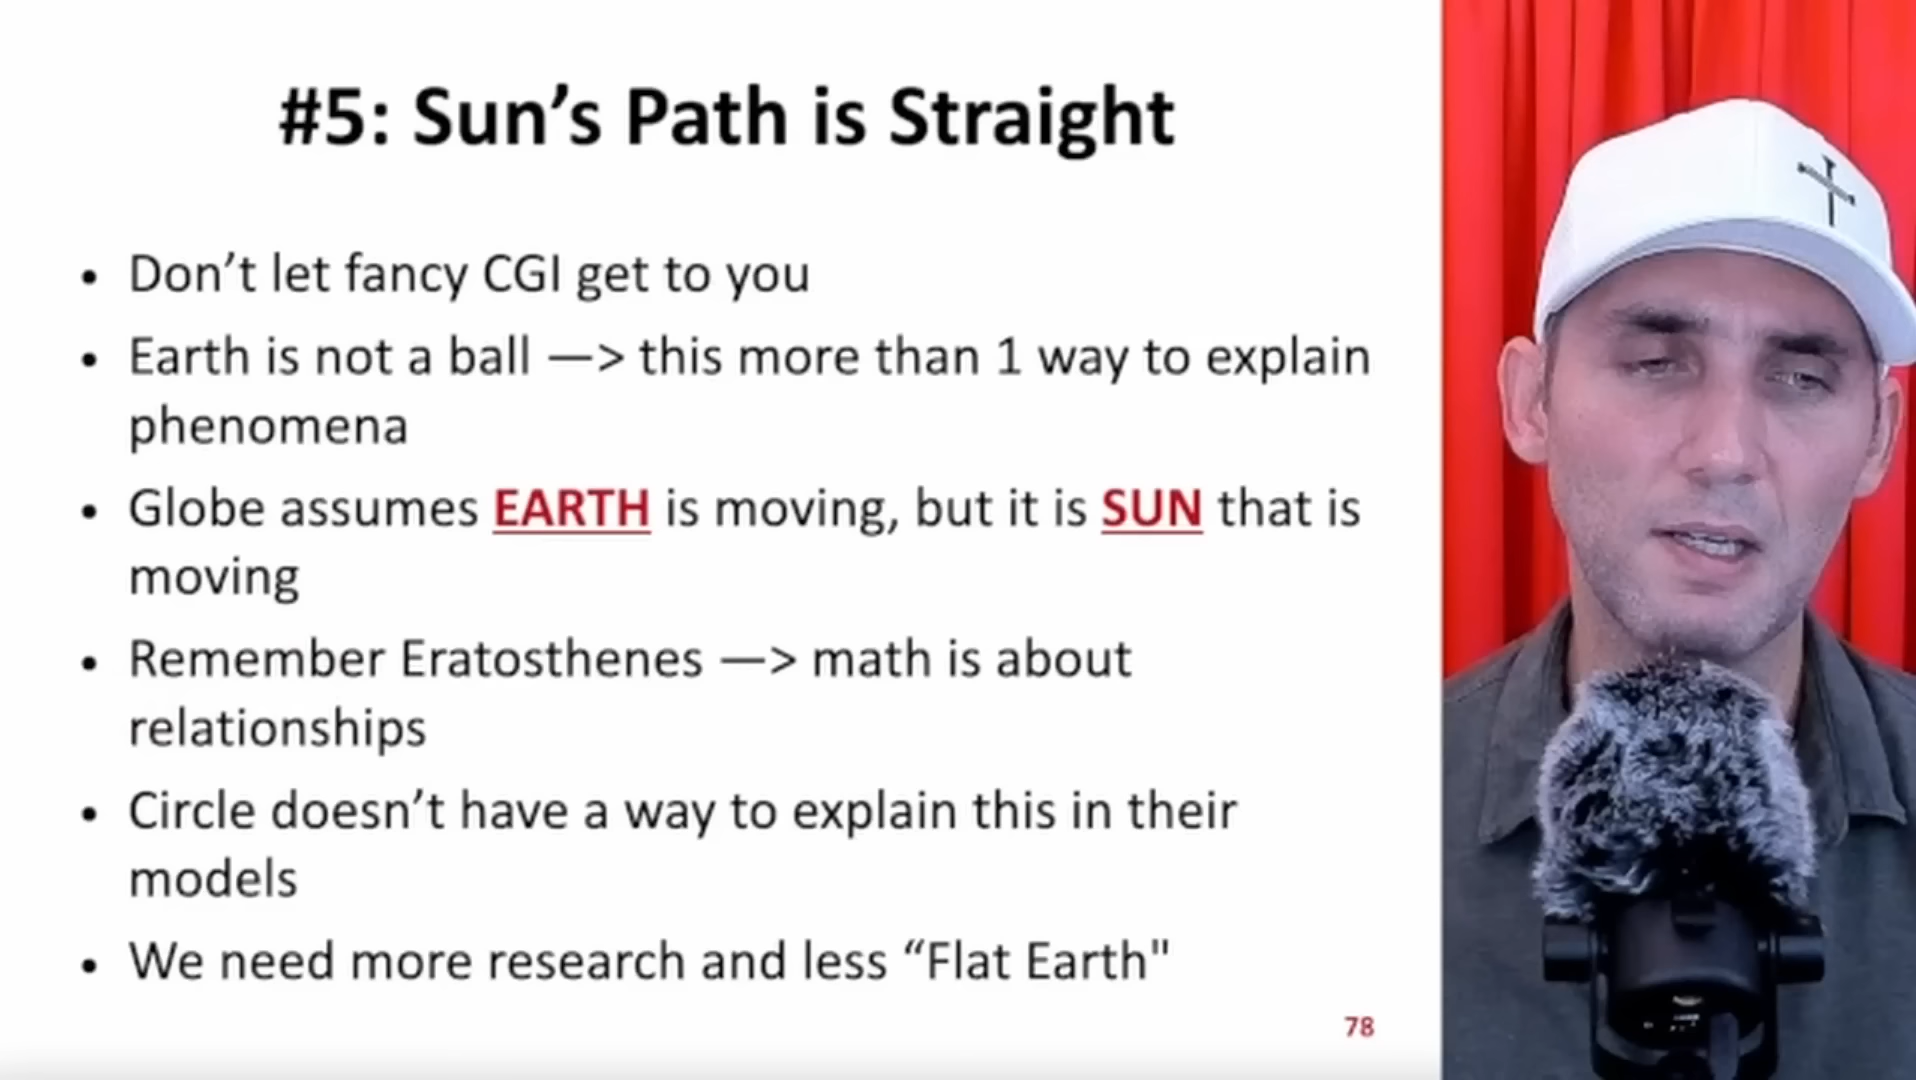 #5: Sun’s Path is Straight
• Don’t let fancy CGI get to you
• Earth is not a ball —> this more than 1 way to explain
phenomena
• Globe assumes EARTH is moving, but it is SUN that is
moving
• Remember Eratosthenes —> math is about
relationships
• Circle doesn’t have a way to explain this in their
models
• We need more research and less “Flat Earth"
78